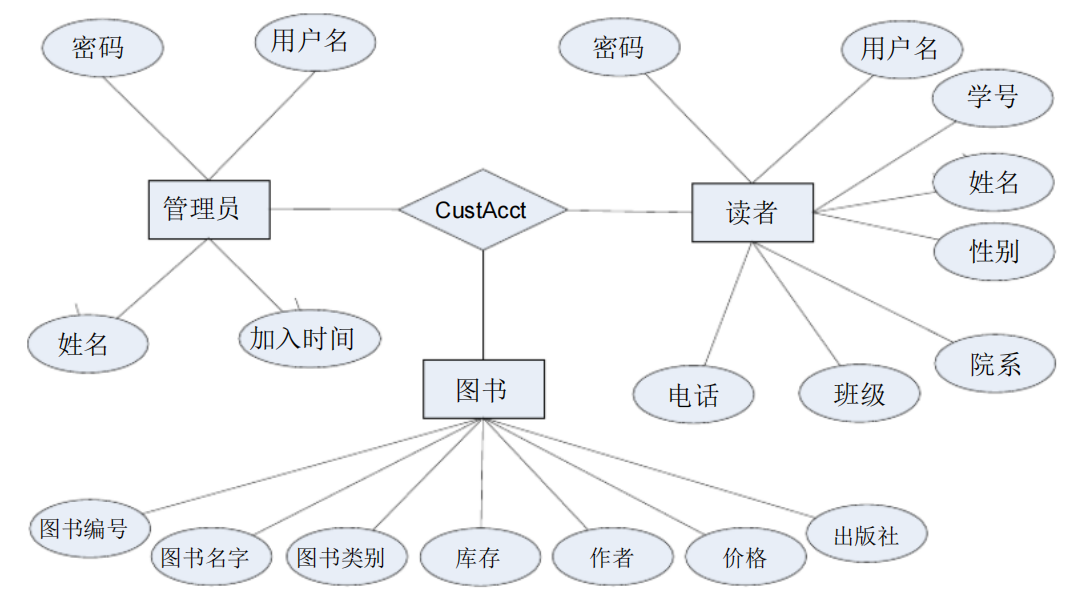 密码
用户名
密码
用户名
学号
管理员
CustAcct
读者
姓名
性别
姓名
加入时间
图书
电话
班级
院系
图书编号
图书名字
图书类别
库存
作者
价格
出版社